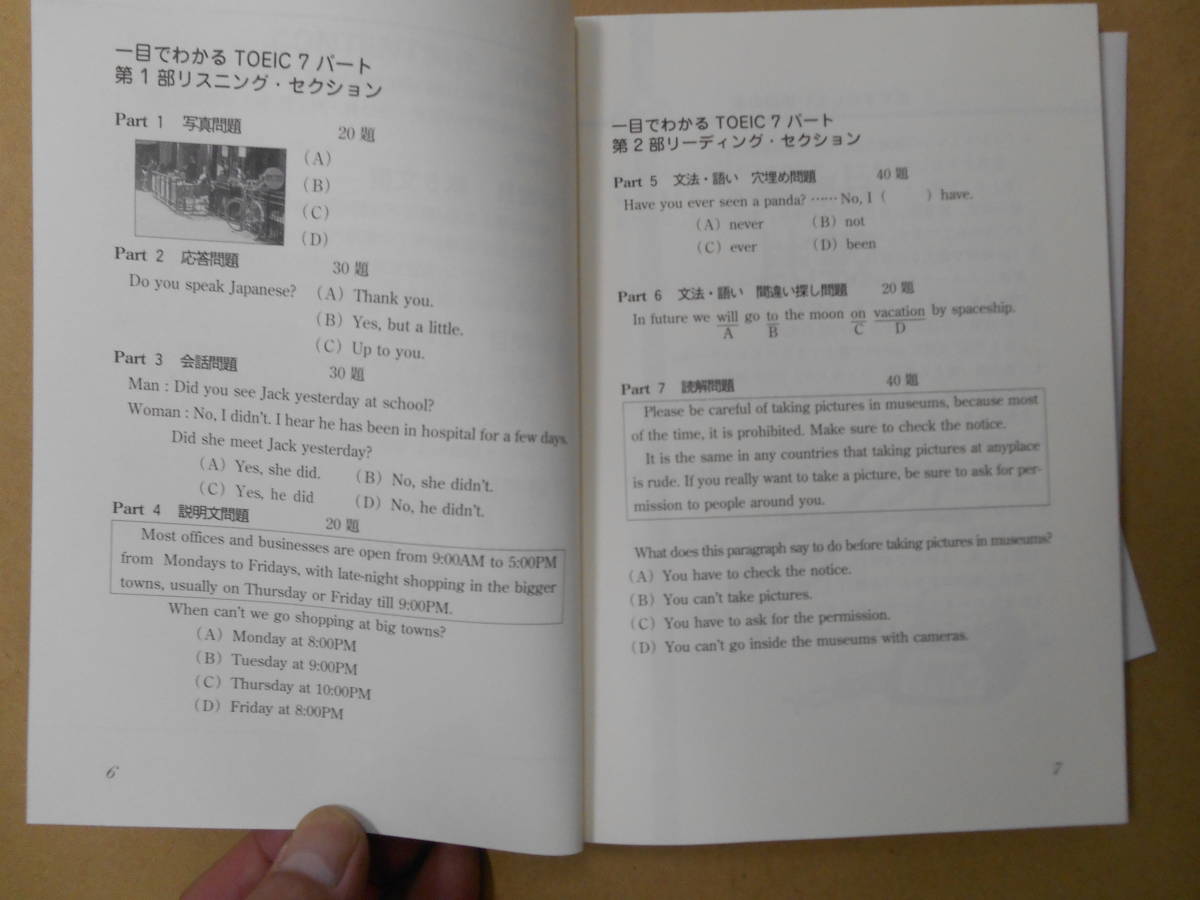 一目でわかる TOEIC 7 パート
第 1 部リスニング・セクション
Part 1 写真問題 20 題
(A)
(B)
(C)
(D)
Part 2 応答問題 30 題
Do you speak Japanese? (A) Thank you.
(B) Yes, but a little.
(C) Up to you.
Part 3 会話問題 30 題
Man : Did you see Jack yesterday at school?
Woman : No, I didn't. I hear he has been in hospital for a few days.
Did she meet Jack yesterday?
(A) Yes, she did. (B) No, she didn't.
(C) Yes, he did (D) No, he didn't.
Part 4 説明文問題 20 題
Most offices and businesses are open from 9:00AM to 5:00PM
from Mondays to Fridays, with late-night shopping in the bigger
towns, usually on Thursday or Friday till 9:00PM.
When can't we go shopping at big towns?
(A) Monday at 8:00PM
(B) Tuesday at 9:00PM
(C) Thursday at 10:00PM
(D) Friday at 8:00PM
6
一目でわかる TOEIC 7 パート
第 2 部リーディング・セクション
Part 5 文法・語い 穴埋め問題 40 題
Have you ever seen a panda? …… No, I ( ) have.
(A) never (B) not
(C) ever (D) been
Part 6 文法・語い 間違い探し問題 20 題
In future we will go to the moon on vacation by spaceship.
A B C D
Part 7 読解問題 40 題
Please be careful of taking pictures in museums, because most
of the time, it is prohibited. Make sure to check the notice.
It is the same in any countries that taking pictures at anyplace
is rude. If you really want to take a picture, be sure to ask for per-
mission to people around you.
What does this paragraph say to do before taking pictures in museums?
(A) You have to check the notice.
(B) You can't take pictures.
(C) You have to ask for the permission.
(D) You can't go inside the museums with cameras.
7